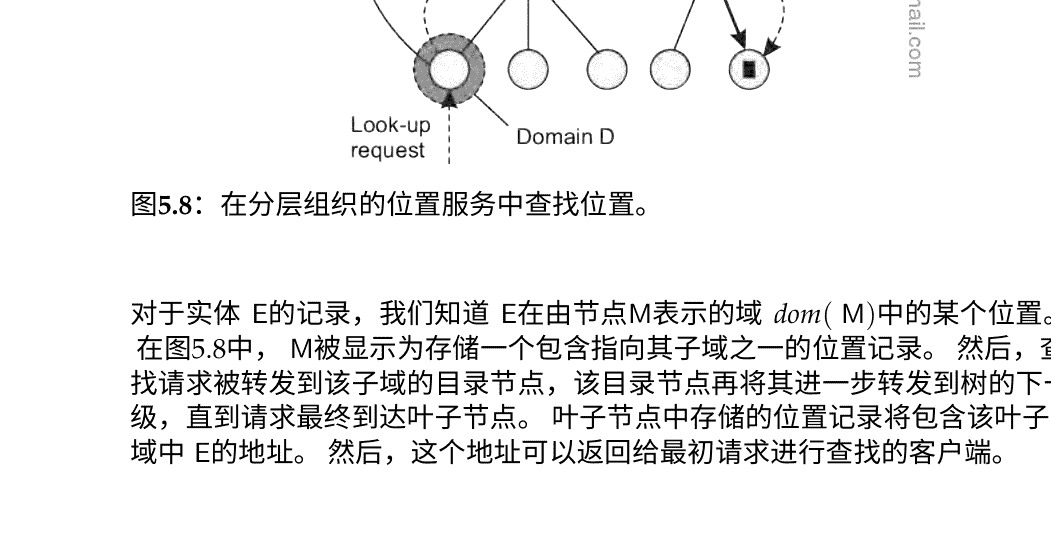 nail.com
Look-up
request
Domain D
图5.8：在分层组织的位置服务中查找位置。
对于实体 E的记录，我们知道 E在由节点M表示的域 dom( M)中的某个位置。
在图5.8中， M被显示为存储一个包含指向其子域之一的位置记录。 然后，查
找请求被转发到该子域的目录节点，该目录节点再将其进一步转发到树的下一
级，直到请求最终到达叶子节点。 叶子节点中存储的位置记录将包含该叶子
域中 E的地址。 然后，这个地址可以返回给最初请求进行查找的客户端。